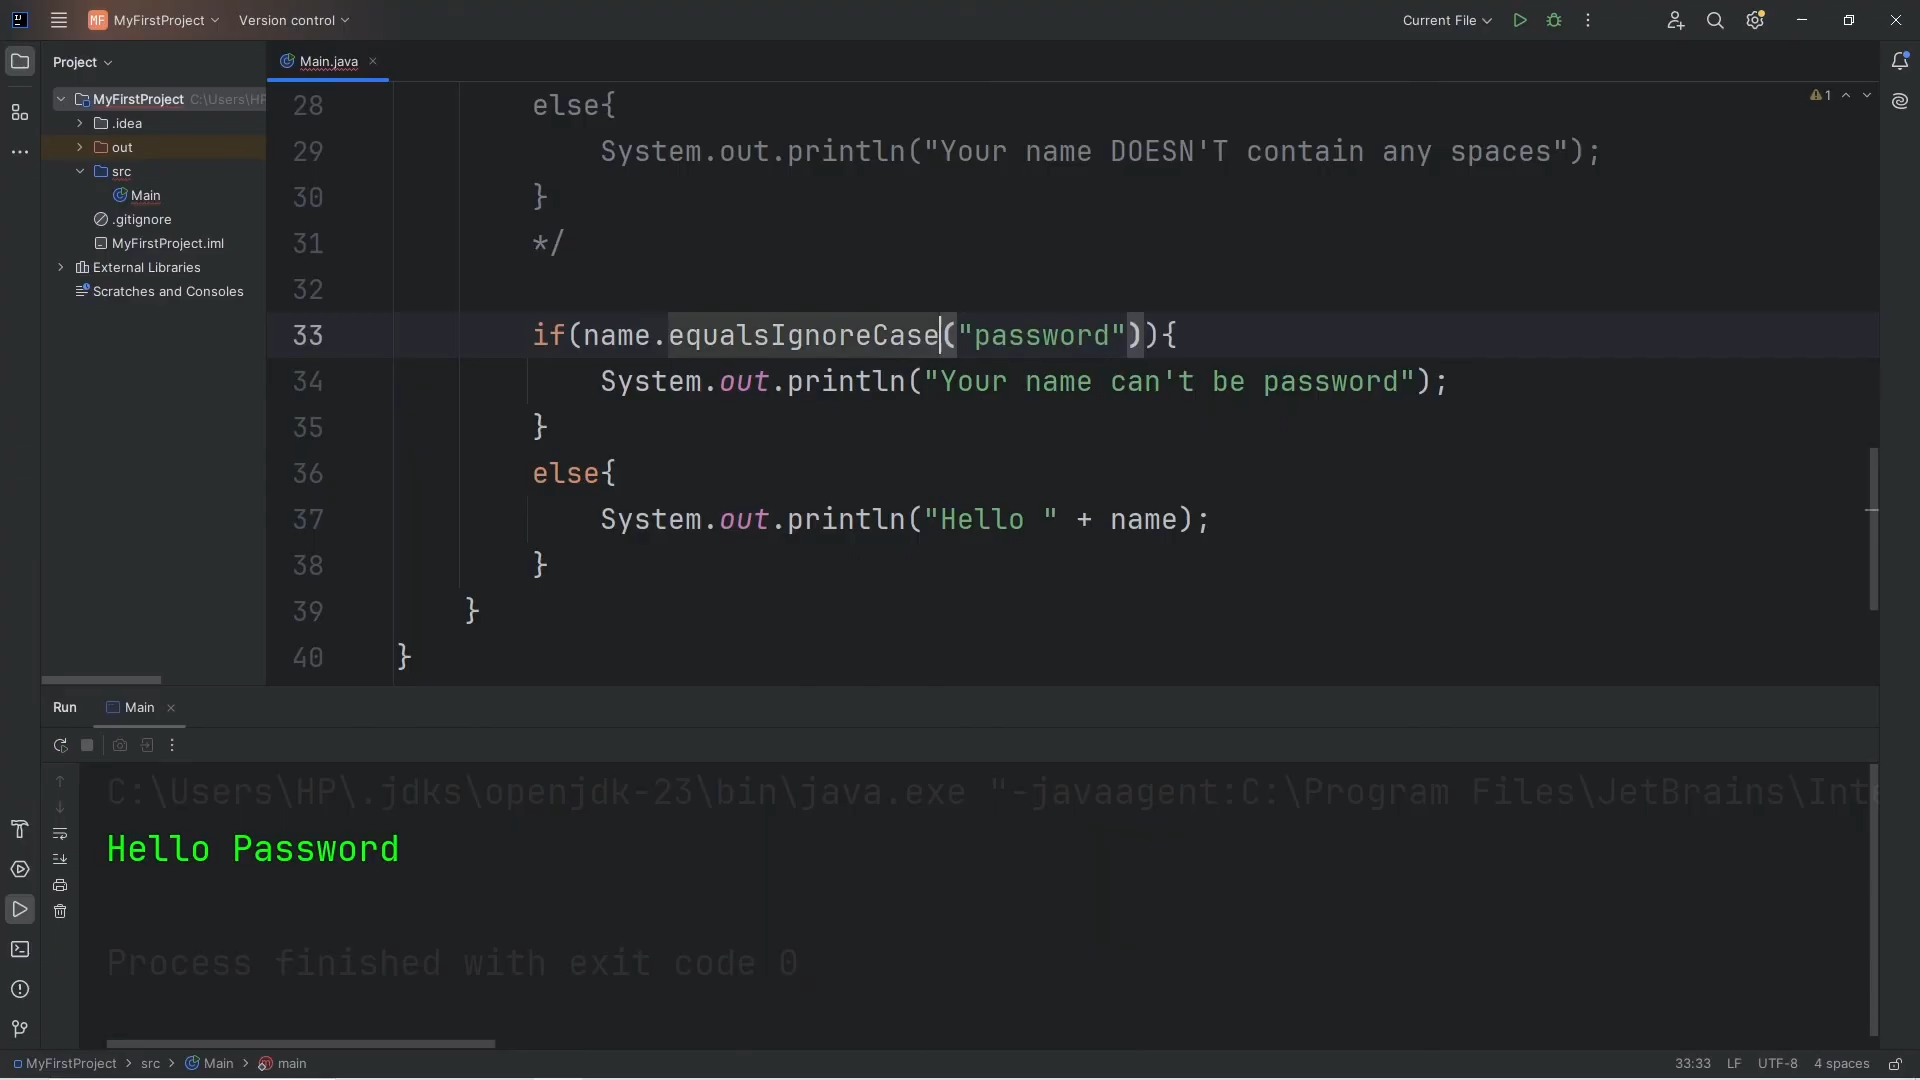 MF MyFirstProject Version control Current File
Project
Main.java
MyFirstProject C:\Users\HP
.idea
out
src
Main
.gitignore
MyFirstProject.iml
External Libraries
Scratches and Consoles
1
28 else{
29 System.out.println("Your name DOESN'T contain any spaces");
30 }
31 */
32
33 if(name.equalsIgnoreCase("password")){
34 System.out.println("Your name can't be password");
35 }
36 else{
37 System.out.println("Hello " + name);
38 }
39 }
40 }
Run Main
C:\Users\HP\.jdks\openjdk-23\bin\java.exe "-javaagent:C:\Program Files\JetBrains\Inte
Hello Password
Process finished with exit code 0
MyFirstProject > src > Main > main 33:33 LF UTF-8 4 spaces